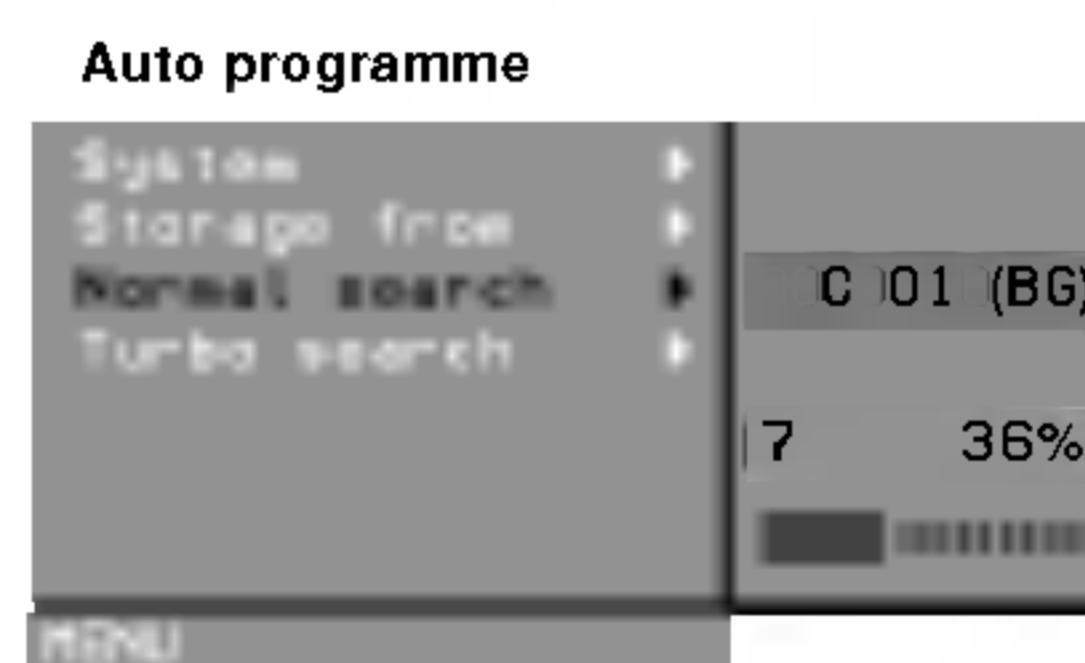 Auto programme
System
Storage from
Normal search
Turbo search
C 01 (BG)
7 36%
MENU